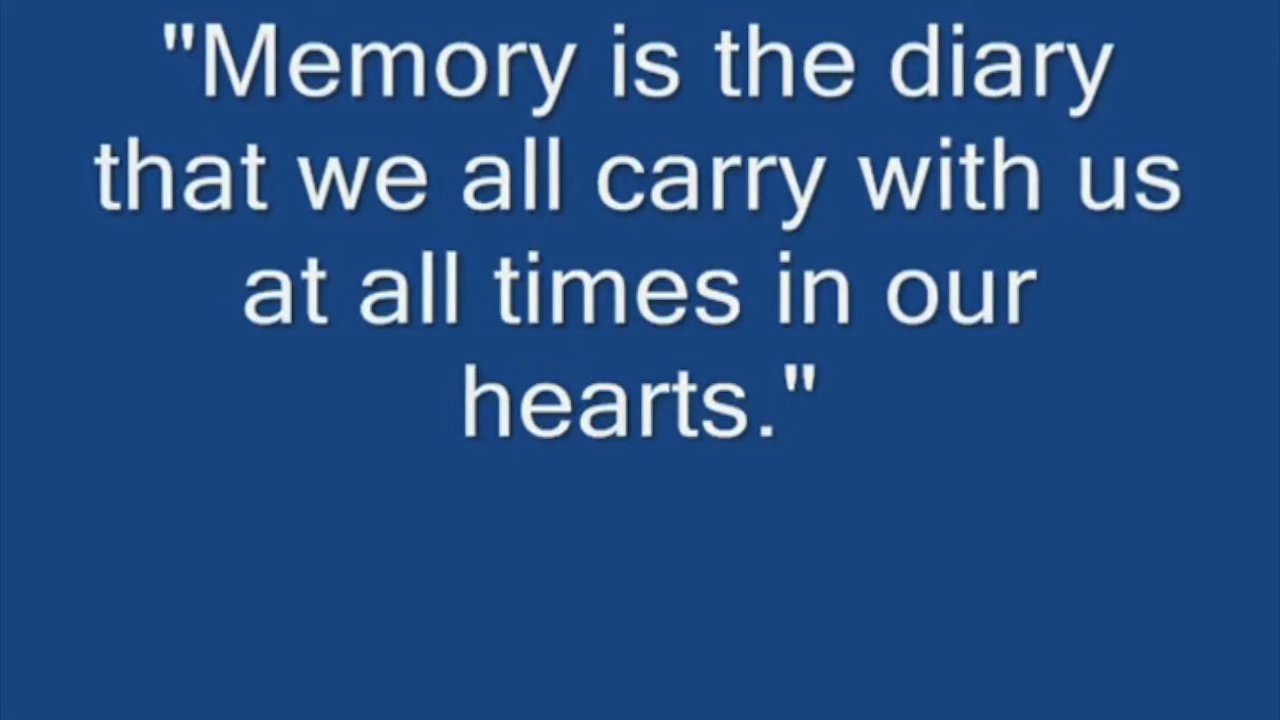 "Memory is the diary
that we all carry with us
at all times in our
hearts."